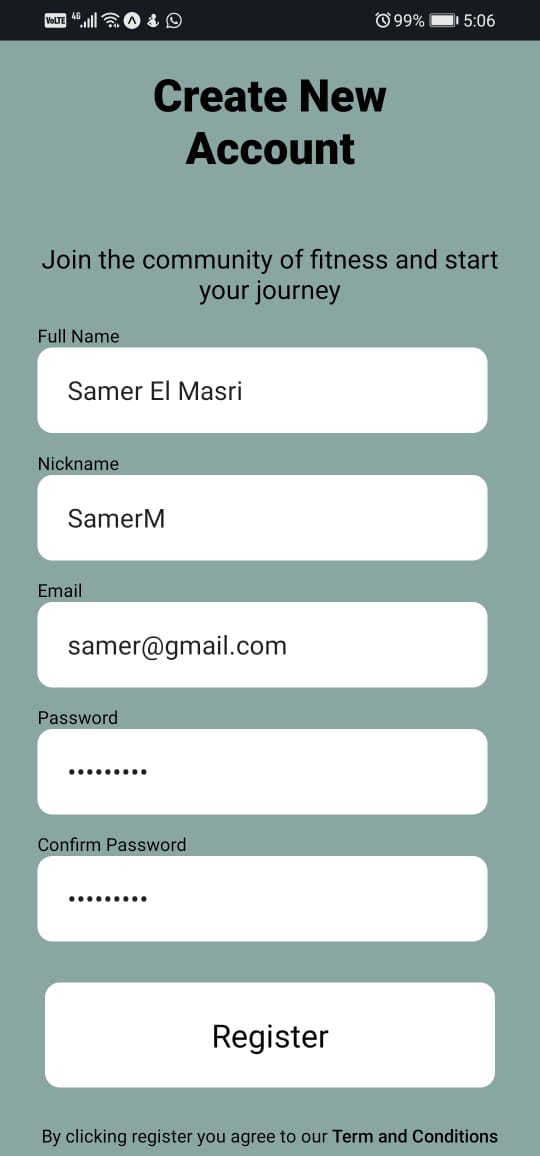 VoLTE 4G 99% 5:06
Create New
Account
Join the community of fitness and start
your journey
Full Name
Samer El Masri
Nickname
SamerM
Email
samer@gmail.com
Password
•••••••••
Confirm Password
•••••••••
Register
By clicking register you agree to our Term and Conditions